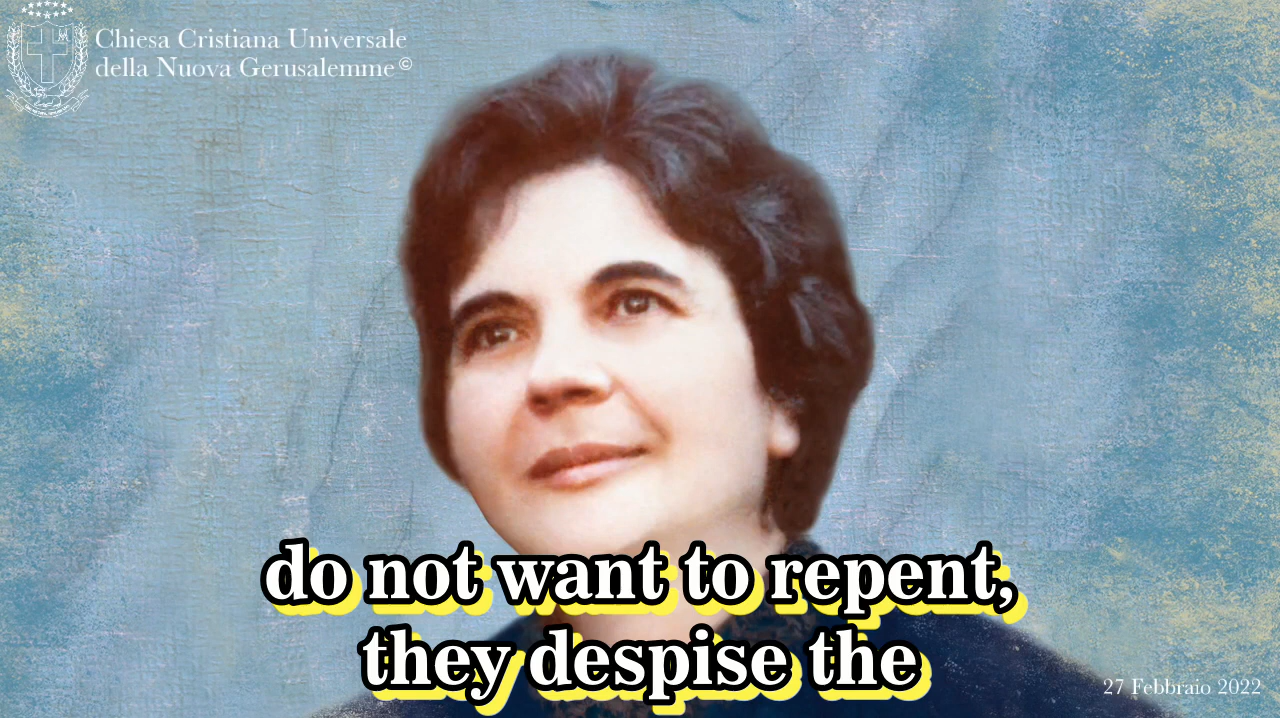 Chiesa Cristiana Universale
della Nuova Gerusalemme©
do not want to repent,
they despise the
27 Febbraio 2022